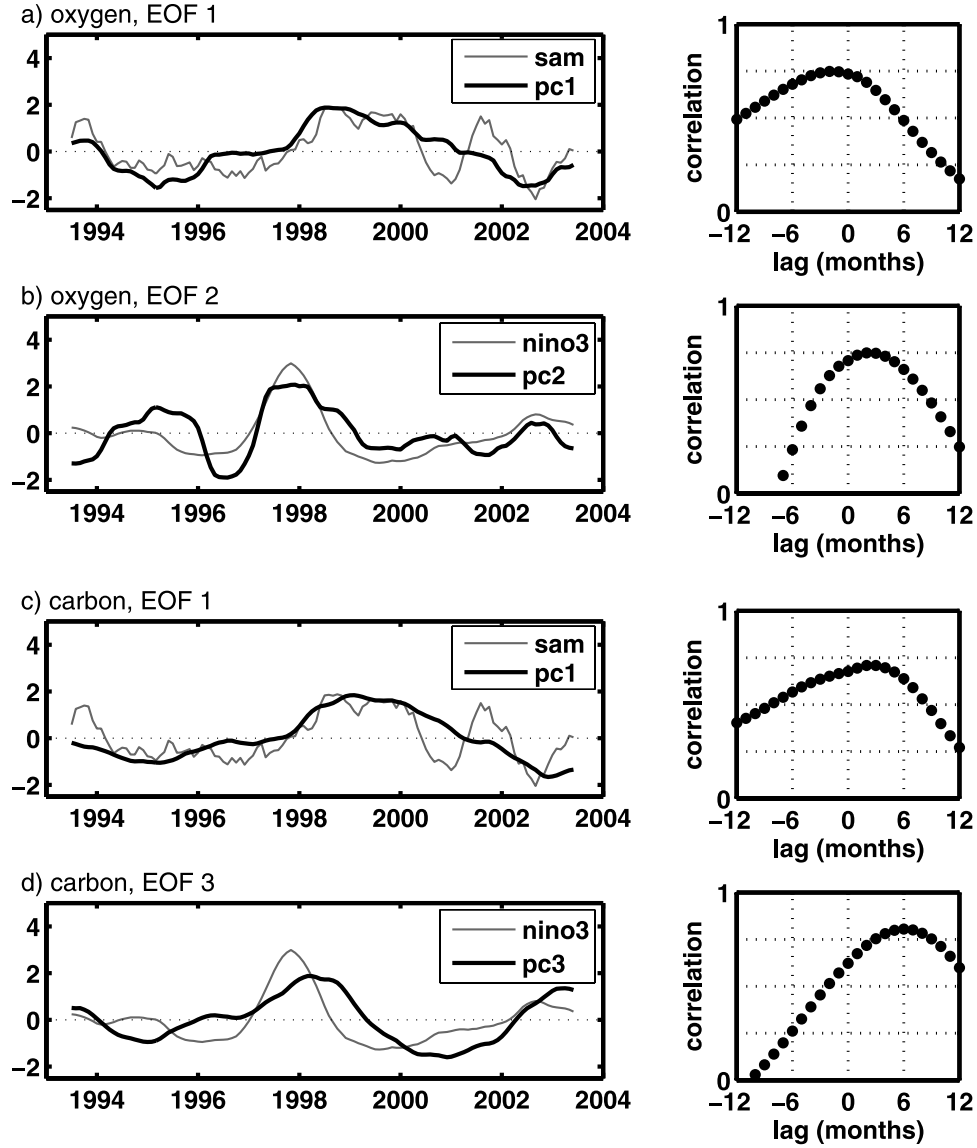 a) oxygen, EOF 1
4
2
0
−2
sam
pc1
1994 1996 1998 2000 2002 2004
1
correlation
0
−12 −6 0 6 12
lag (months)
b) oxygen, EOF 2
4
2
0
−2
nino3
pc2
1994 1996 1998 2000 2002 2004
1
correlation
0
−12 −6 0 6 12
lag (months)
c) carbon, EOF 1
4
2
0
−2
sam
pc1
1994 1996 1998 2000 2002 2004
1
correlation
0
−12 −6 0 6 12
lag (months)
d) carbon, EOF 3
4
2
0
−2
nino3
pc3
1994 1996 1998 2000 2002 2004
1
correlation
0
−12 −6 0 6 12
lag (months)